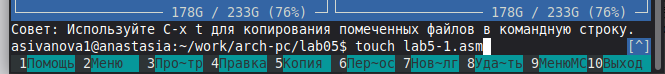 178G / 233G (76%) 178G / 233G (76%)
Совет: Используйте C-x t для копирования помеченных файлов в командную строку.
asivanova1@anastasia:~/work/arch-pc/lab05$ touch lab5-1.asm [^]
1Помощь 2Меню 3Про~тр 4Правка 5Копия 6Пер~ос 7Нов~лг 8Уда~ть 9МенюМС 10Выход